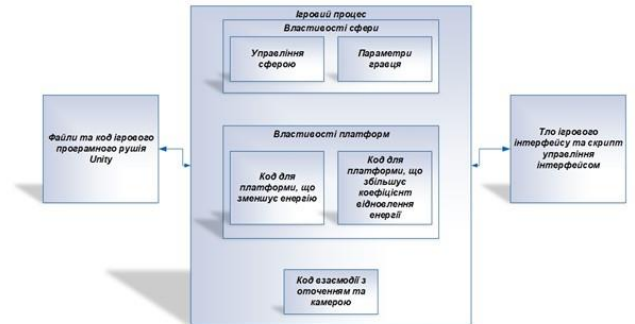 Ігровий процес
Властивості сфери
Управління
сферою
Параметри
гравця
Файли та код ігрового
програмного рушія
Unity
Властивості платформ
Код для
платформи, що
зменшує енергію
Код для
платформи, що
збільшує
коефіцієнт
відновлення
енергії
Тло ігрового
інтерфейсу та скрипт
управління
інтерфейсом
Код взаємодії з
оточенням та
камерою